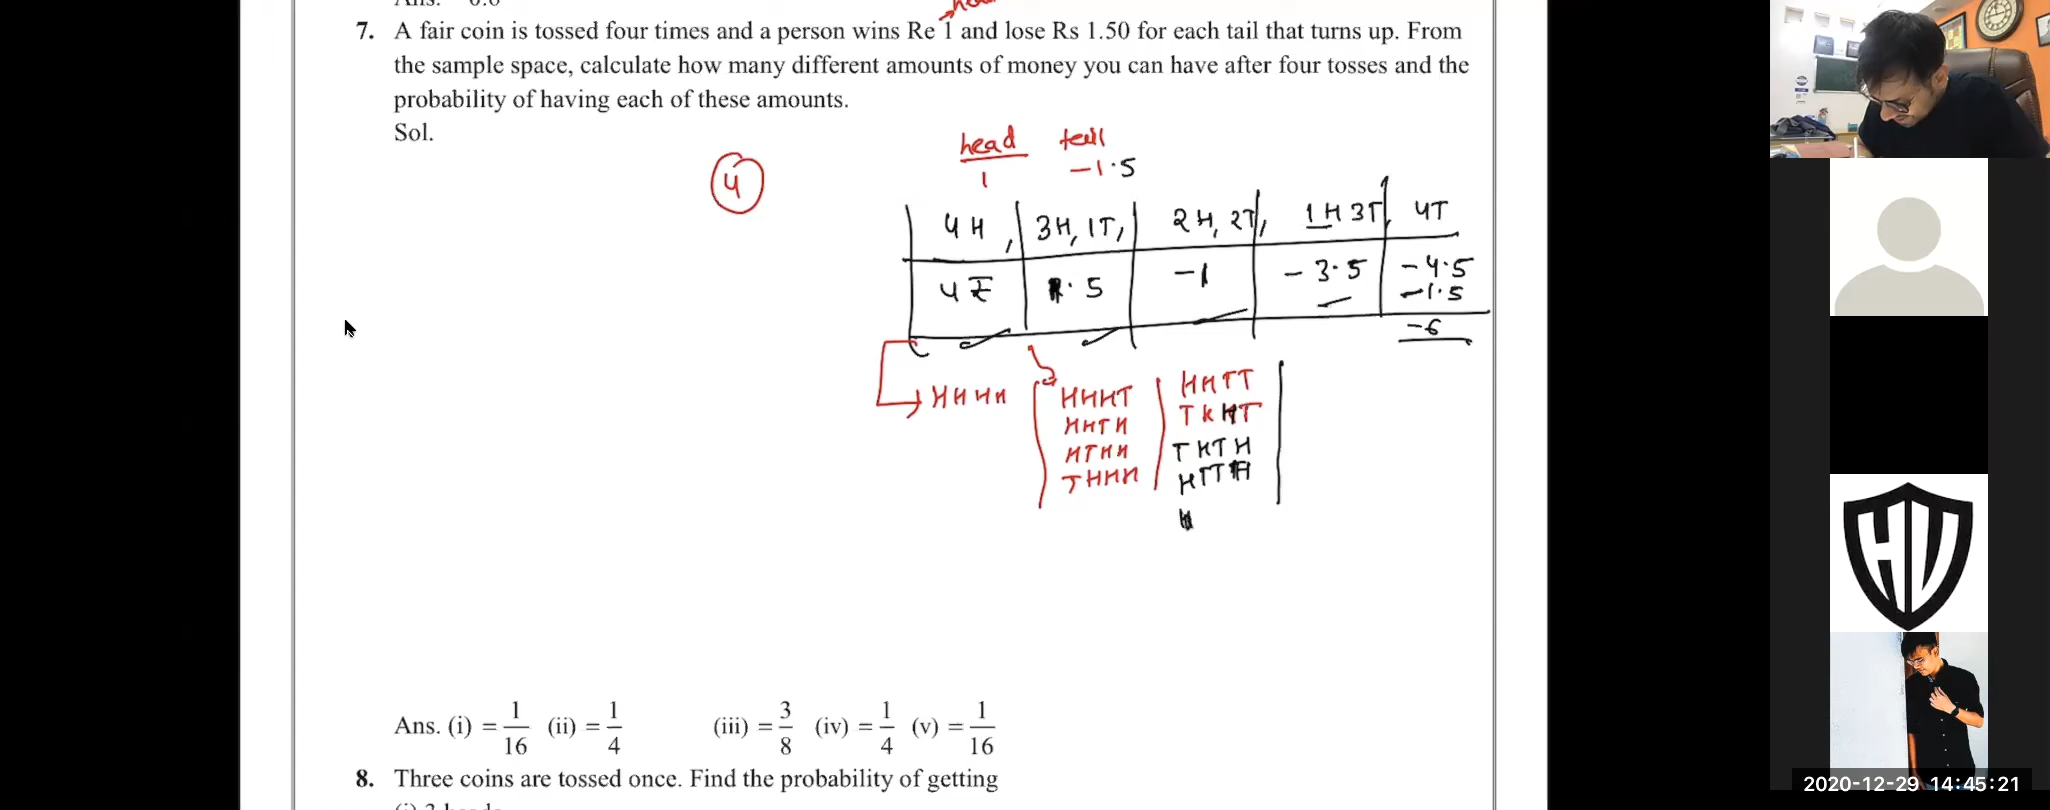 7. A fair coin is tossed four times and a person wins Re 1 and lose Rs 1.50 for each tail that turns up. From
the sample space, calculate how many different amounts of money you can have after four tosses and the
probability of having each of these amounts.
Sol.
head tail
1 -1.5
4
4H, 3H, 1T, 2H, 2T, 1H 3T, 4T
4₹ 1.5 -1 -3.5 -4.5
-1.5
-6
HHHH HHHT HHTT
HHTH THHT
HTHH THTH
THHH HTTH
Ans. (i) = 1/16 (ii) = 1/4 (iii) = 3/8 (iv) = 1/4 (v) = 1/16
8. Three coins are tossed once. Find the probability of getting
2020-12-29 14:45:21